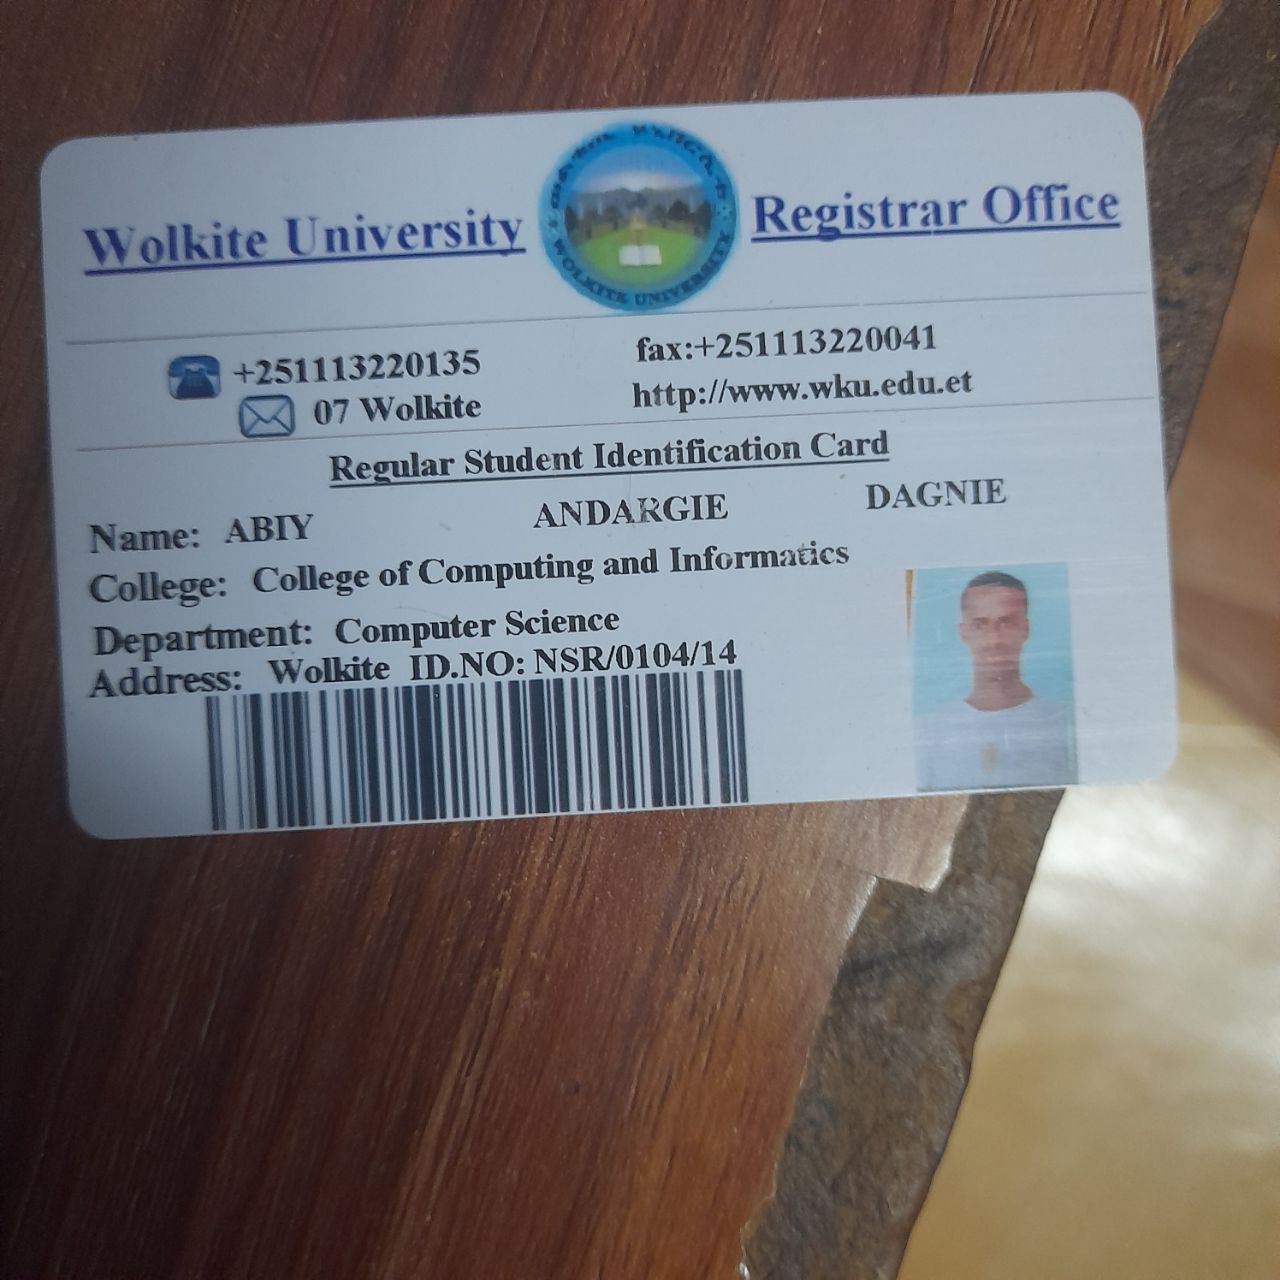 Wolkite University
WOLKITE UNIVERSITY
Registrar Office
+251113220135
fax:+251113220041
07 Wolkite
http://www.wku.edu.et
Regular Student Identification Card
Name: ABIY ANDARGIE DAGNIE
College: College of Computing and Informatics
Department: Computer Science
Address: Wolkite ID.NO: NSR/0104/14